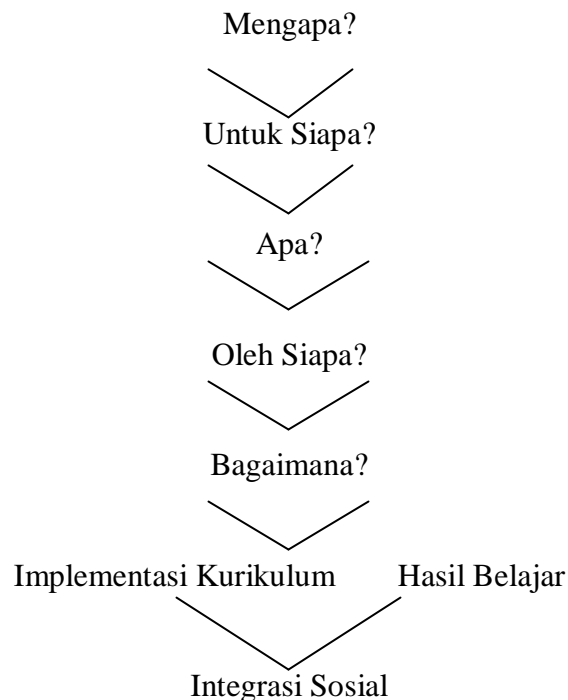 Mengapa?
Untuk Siapa?
Apa?
Oleh Siapa?
Bagaimana?
Implementasi Kurikulum Hasil Belajar
Integrasi Sosial